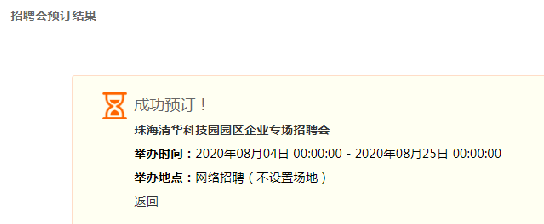 招聘会预订结果
成功预订！
珠海清华科技园园区企业专场招聘会
举办时间：2020年08月04日 00:00:00 - 2020年08月25日 00:00:00
举办地点：网络招聘（不设置场地）
返回